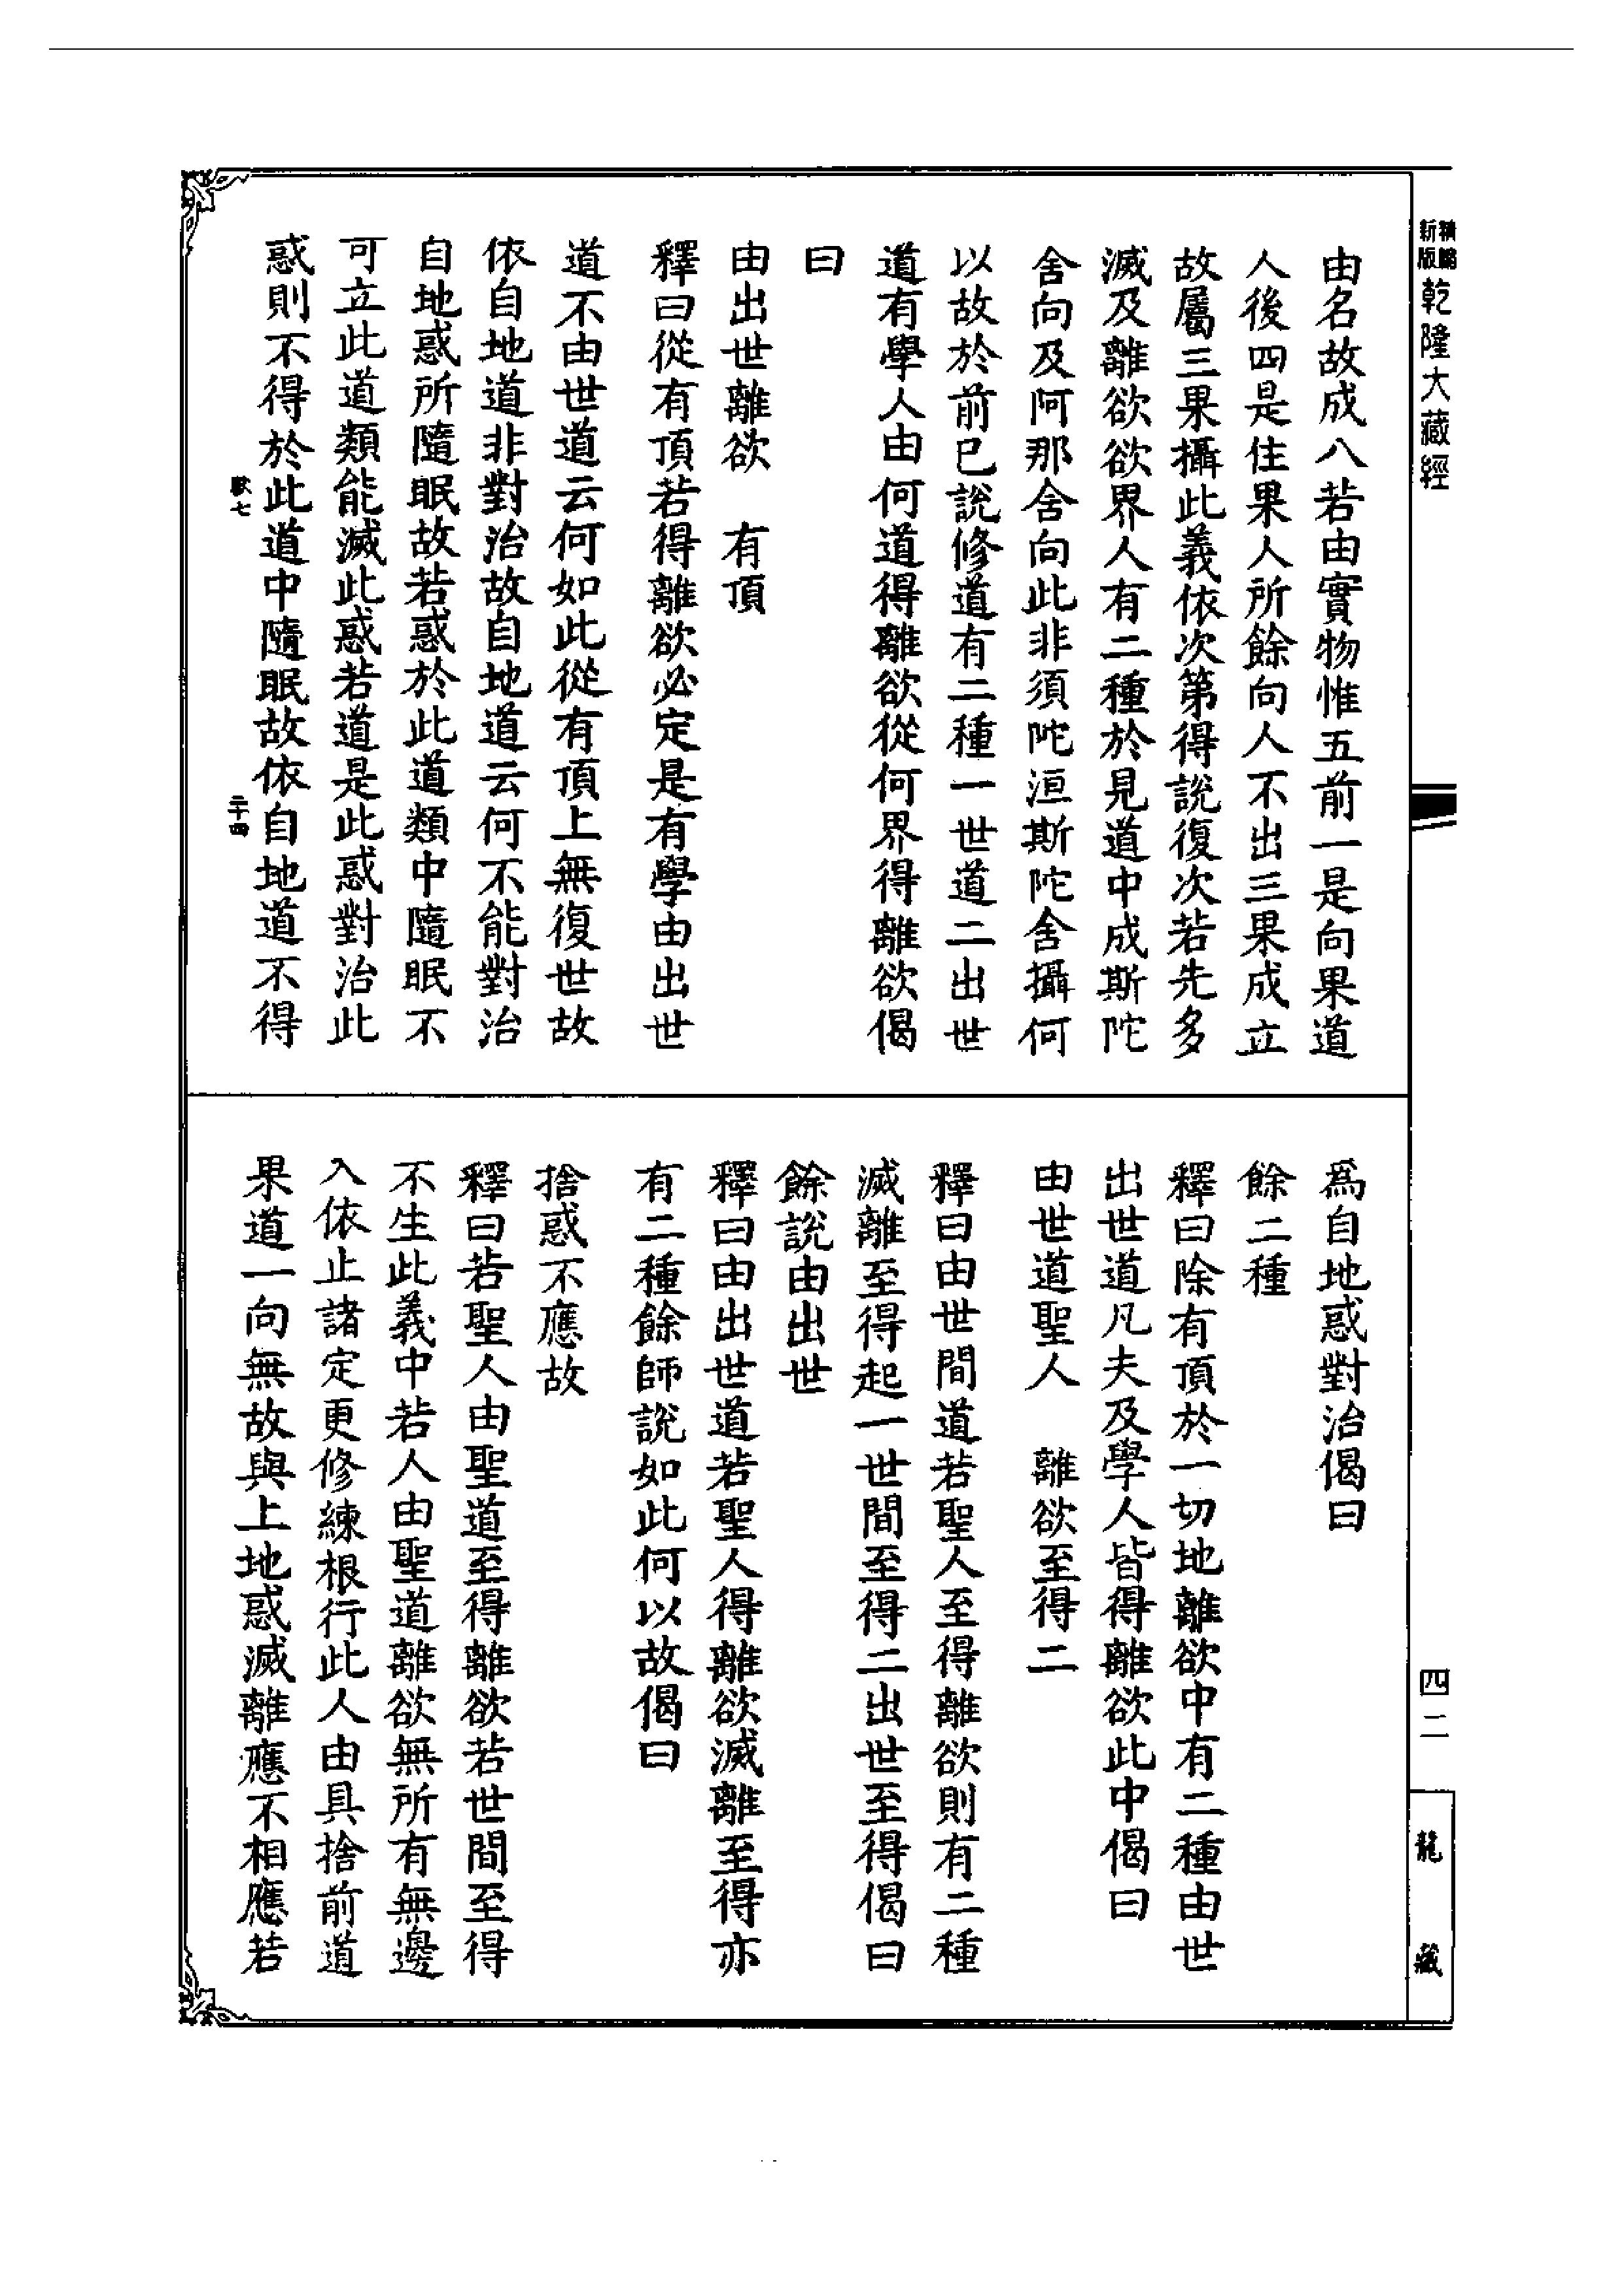 新版精縮乾隆大藏經
四二
龍藏
由名故成八若由實物惟五前一是向果道
人後四是住果人所餘向人不出三果成立
故屬三果攝此義依次第得說復次若先多
滅及離欲欲界人有二種於見道中成斯陀
舍向及阿那舍向此非須陀洹斯陀舍攝何
以故於前已說修道有二種一世道二出世
道有學人由何道得離欲從何界得離欲偈
曰
由出世離欲　有頂
釋曰從有頂若得離欲必定是有學由出世
道不由世道云何如此從有頂上無復世故
依自地道非對治故自地道云何不能對治
自地惑所隨眠故若惑於此道類中隨眠不
可立此道類能滅此惑若道是此惑對治此
惑則不得於此道中隨眠故依自地道不得
歐七　二十四
爲自地惑對治偈曰
餘二種
釋曰除有頂於一切地離欲中有二種由世
出世道凡夫及學人皆得離欲此中偈曰
由世道聖人　離欲至得二
釋曰由世間道若聖人至得離欲則有二種
滅離至得起一世間至得二出世至得偈曰
餘說由出世
釋曰由出世道若聖人得離欲滅離至得亦
有二種餘師說如此何以故偈曰
捨惑不應故
釋曰若聖人由聖道至得離欲若世間至得
不生此義中若人由聖道離欲無所有無邊
入依止諸定更修練根行此人由具捨前道
果道一向無故與上地惑滅離應不相應若